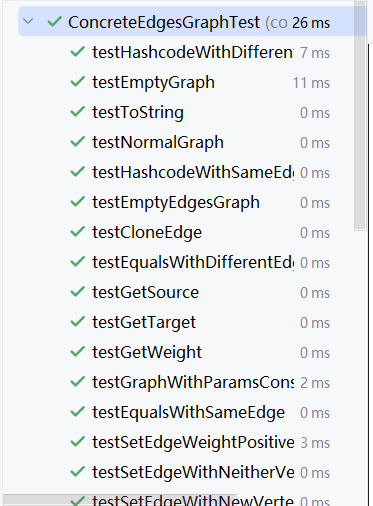 ConcreteEdgesGraphTest (co 26 ms
testHashcodeWithDifferen 7 ms
testEmptyGraph 11 ms
testToString 0 ms
testNormalGraph 0 ms
testHashcodeWithSameEd 0 ms
testEmptyEdgesGraph 0 ms
testCloneEdge 0 ms
testEqualsWithDifferentEd 0 ms
testGetSource 0 ms
testGetTarget 0 ms
testGetWeight 0 ms
testGraphWithParamsCons 2 ms
testEqualsWithSameEdge 0 ms
testSetEdgeWeightPositive 3 ms
testSetEdgeWithNeitherVe 0 ms
testSetEdgeWithNewVerte 0 ms